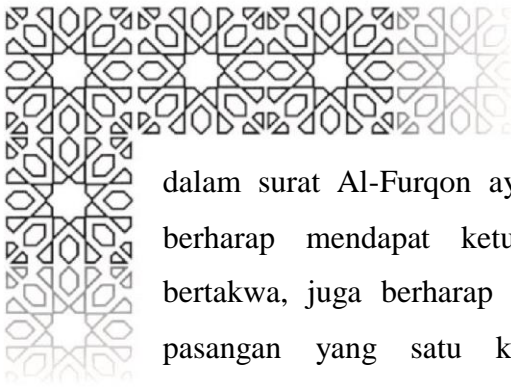 dalam surat Al-Furqon
berharap mendapat
bertakwa, juga berharap
pasangan yang satu